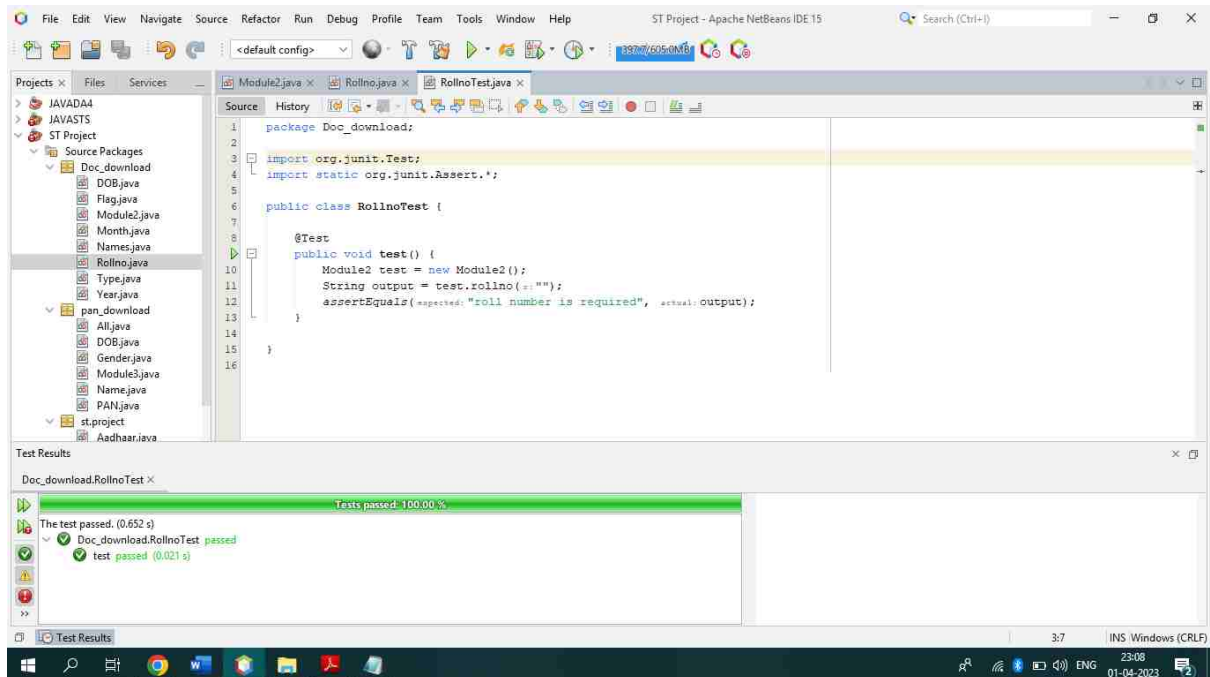 File Edit View Navigate Source Refactor Run Debug Profile Team Tools Window Help ST Project - Apache NetBeans IDE 15 Search (Ctrl+I)
<default config>
Projects Files Services
Module2.java Rollno.java RollnoTest.java
JAVADA4
JAVASTS
ST Project
Source Packages
Doc_download
DOB.java
Flag.java
Module2.java
Month.java
Names.java
Rollno.java
Type.java
Year.java
pan_download
All.java
DOB.java
Gender.java
Module3.java
Name.java
PAN.java
st.project
Aadhaar.java
Source History
1 package Doc_download;
2
3 import org.junit.Test;
4 import static org.junit.Assert.*;
5
6 public class RollnoTest {
7
8 @Test
public void test() {
10 Module2 test = new Module2();
11 String output = test.rollno("");
12 assertEquals(expected: "roll number is required", actual: output);
13 }
14
15 }
16
Test Results
Doc_download.RollnoTest
Tests passed: 100.00 %
The test passed. (0.652 s)
Doc_download.RollnoTest passed
test passed (0.021 s)
Test Results
3:7 INS Windows (CRLF)
ENG 23:08
01-04-2023
2